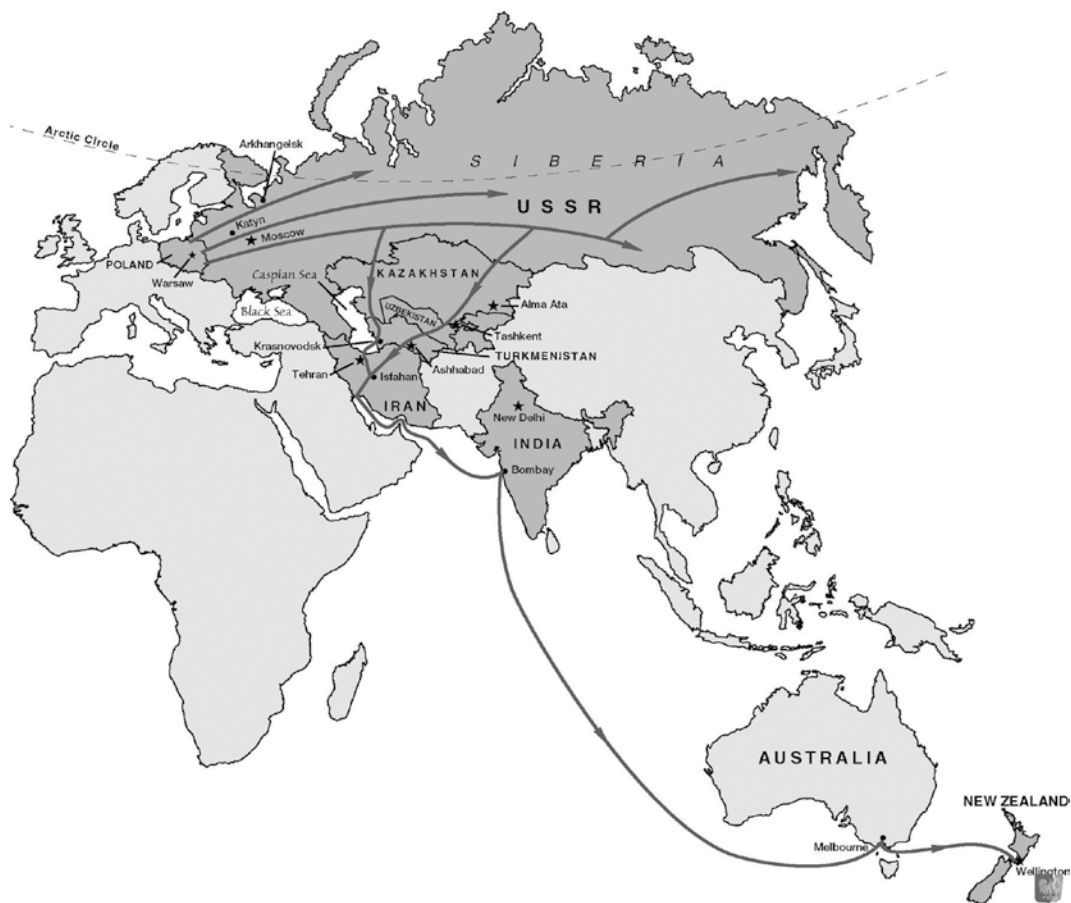 Arctic Circle
Arkhangelsk
SIBERIA
USSR
Katyn
Moscow
POLAND
Warsaw
Caspian Sea
KAZAKHSTAN
Black Sea
UZBEKISTAN
Alma Ata
Tashkent
Krasnovodsk
TURKMENISTAN
Tehran
Ashhabad
Isfahan
IRAN
New Delhi
INDIA
Bombay
AUSTRALIA
NEW ZEALAND
Melbourne
Wellington